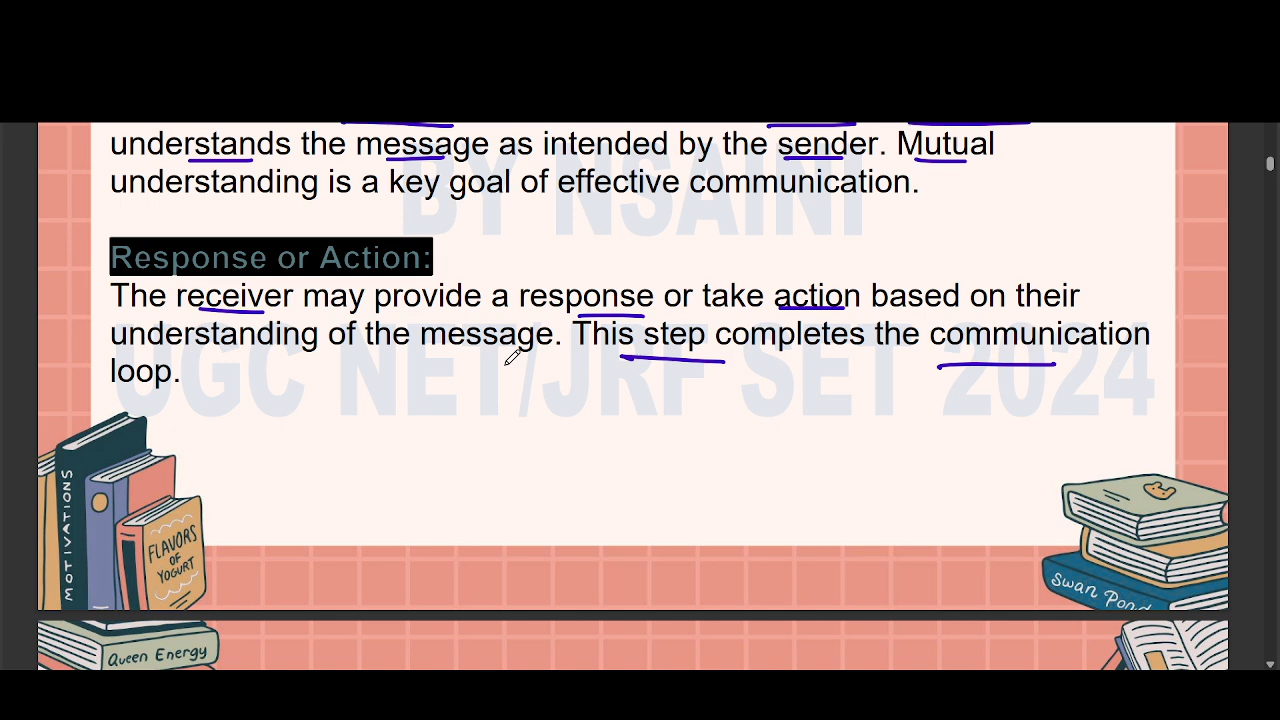 understands the message as intended by the sender. Mutual
understanding is a key goal of effective communication.
BY NSAINI
Response or Action:
The receiver may provide a response or take action based on their
understanding of the message. This step completes the communication
loop.
UGC NET/JRF SET 2024
MOTIVATIONS
FLAVORS
OF
YOGURT
Swan Pond
Queen Energy